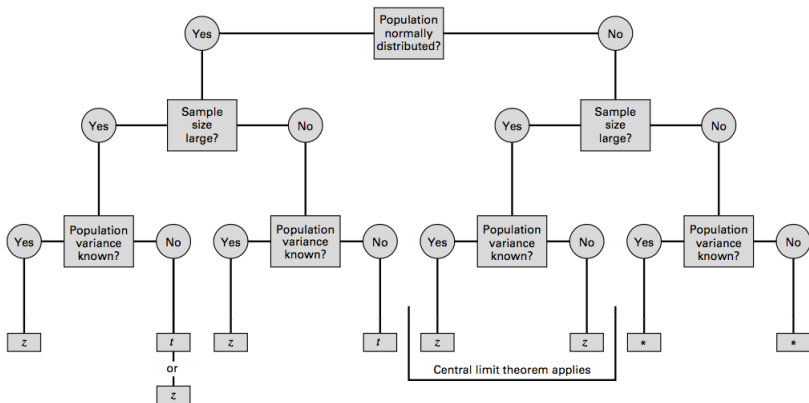 Population
normally
distributed?
Yes
No
Sample
size
large?
Yes
No
Sample
size
large?
Yes
No
Population
variance
known?
Yes
No
Population
variance
known?
Yes
No
Population
variance
known?
Yes
No
Population
variance
known?
Yes
No
z
t
or
z
z
t
z
z
Central limit theorem applies
*
*